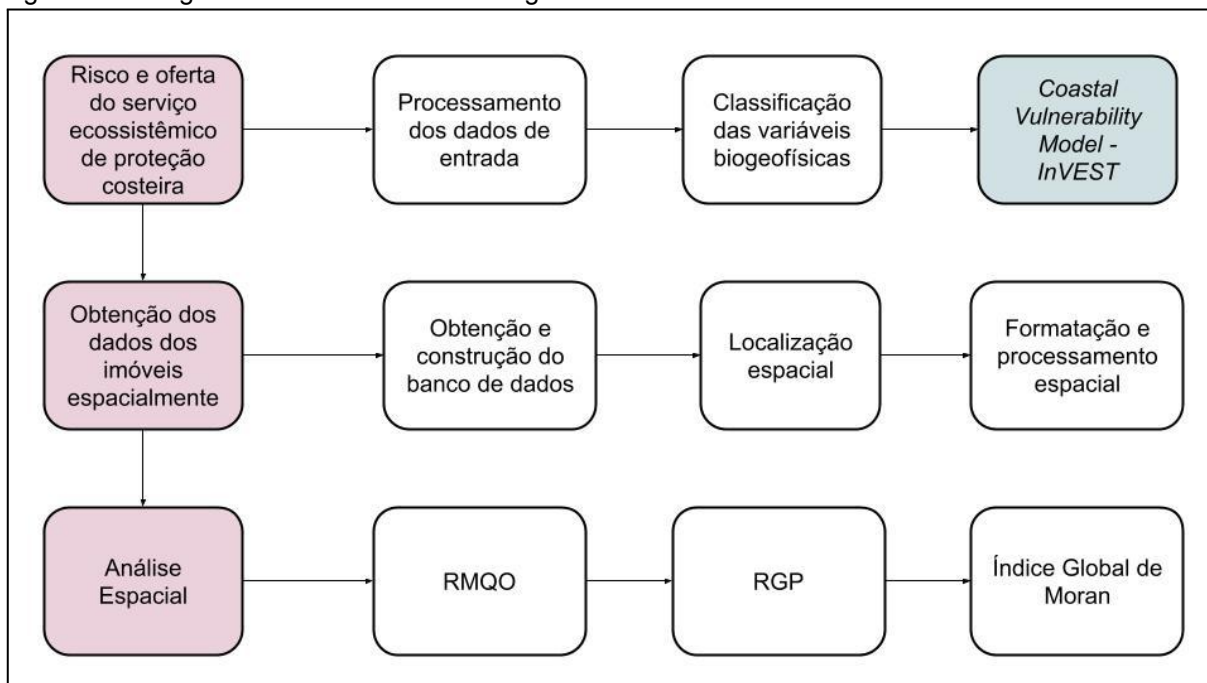 Risco e oferta
do serviço
ecossistêmico
de proteção
costeira
Processamento
dos dados de
entrada
Classificação
das variáveis
biogeofísicas
Coastal
Vulnerability
Model -
InVEST
Obtenção dos
dados dos
imóveis
espacialmente
Obtenção e
construção do
banco de dados
Localização
espacial
Formatação e
processamento
espacial
Análise
Espacial
RMQO
RGP
Índice Global de
Moran